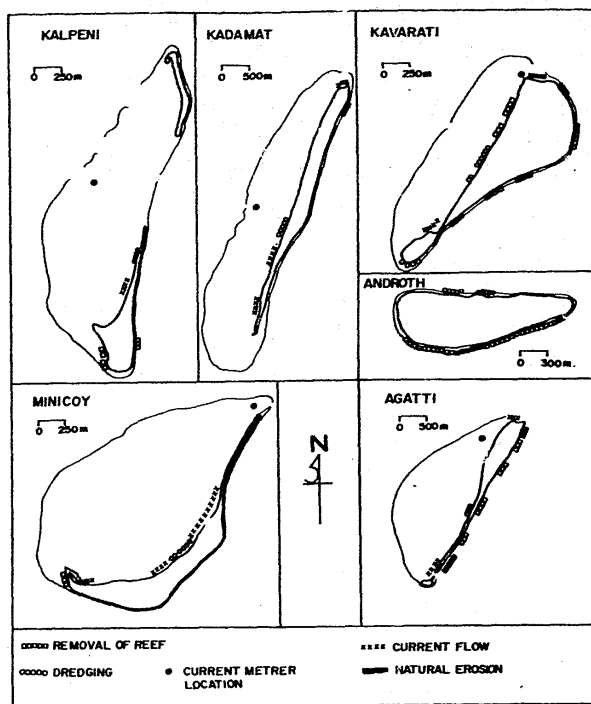 KALPENI
0 250m
KADAMAT
0 500m
KAVARATI
0 250m
ANDROTH
0 300m.
MINICOY
0 250m
N
AGATTI
0 500m
REMOVAL OF REEF
DREDGING
CURRENT METRER
LOCATION
xxxx CURRENT FLOW
NATURAL EROSION